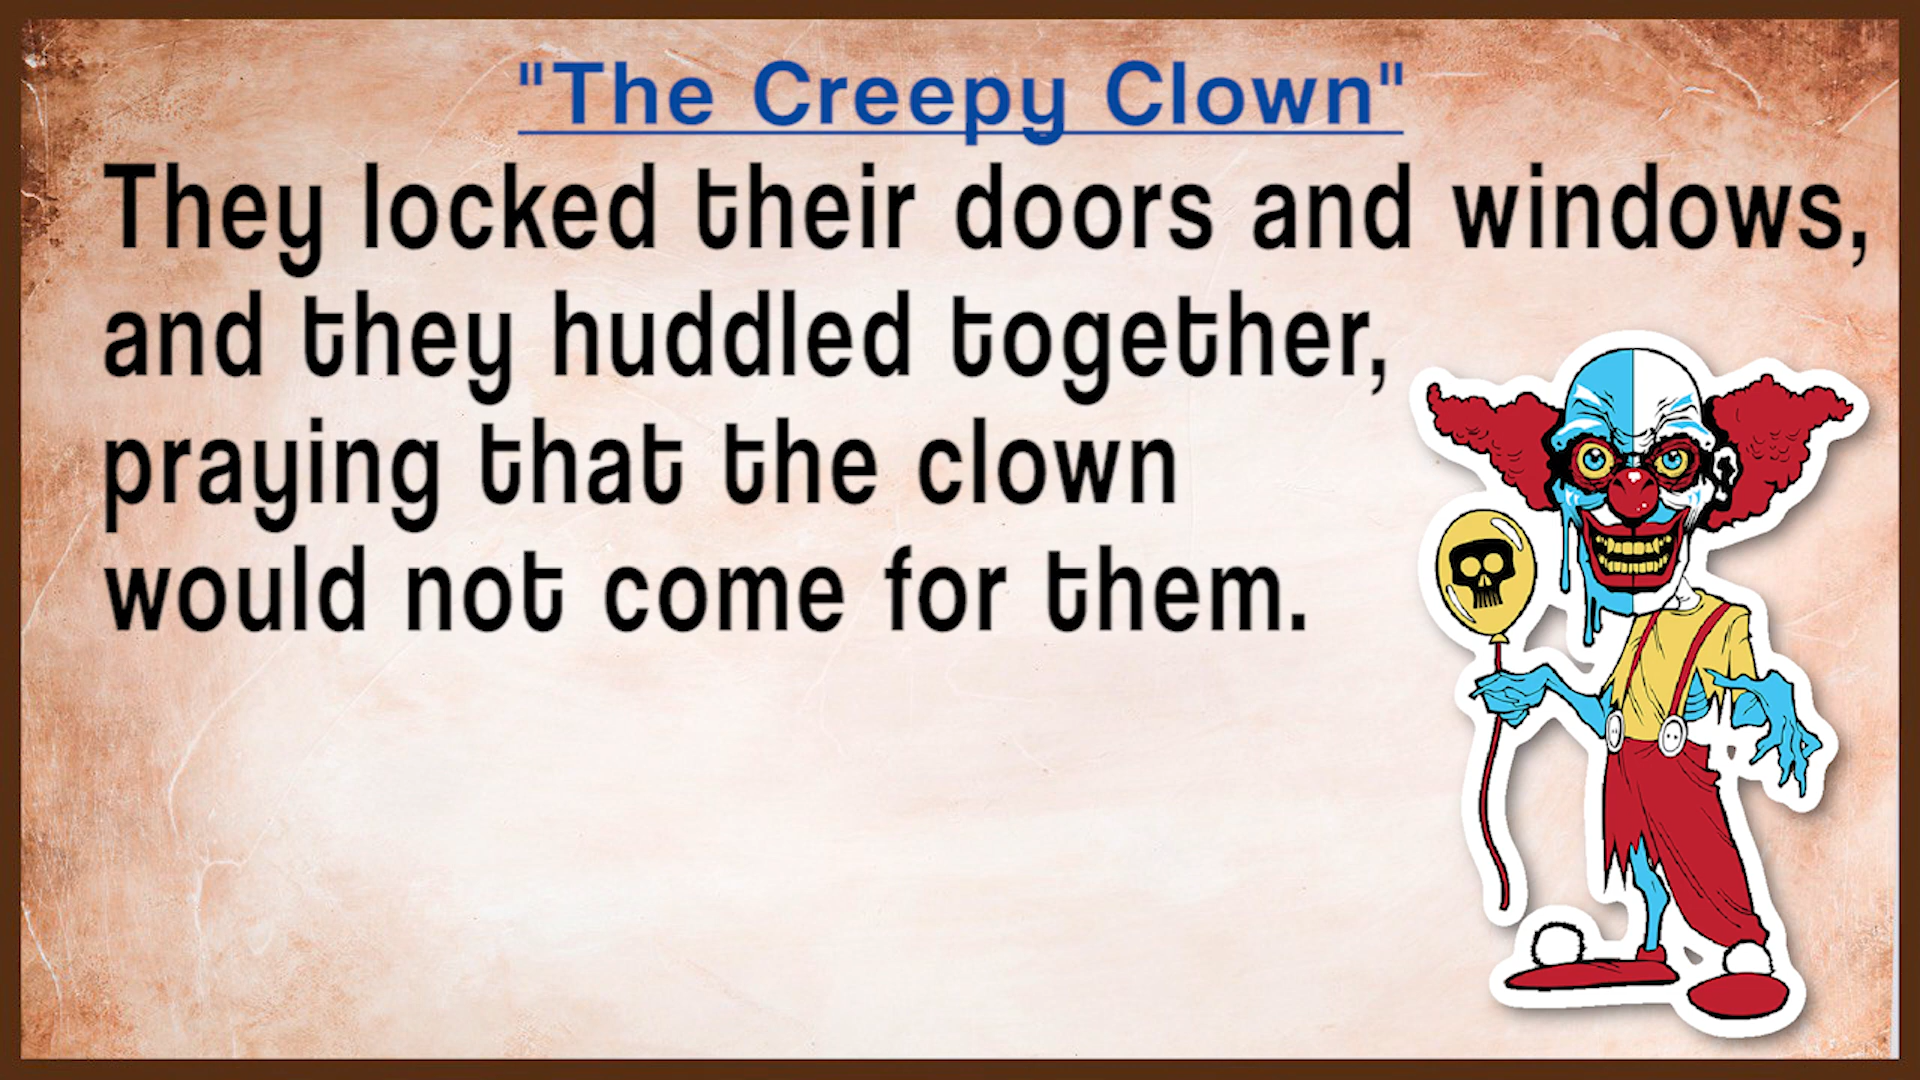 "The Creepy Clown"
They locked their doors and windows,
and they huddled together,
praying that the clown
would not come for them.